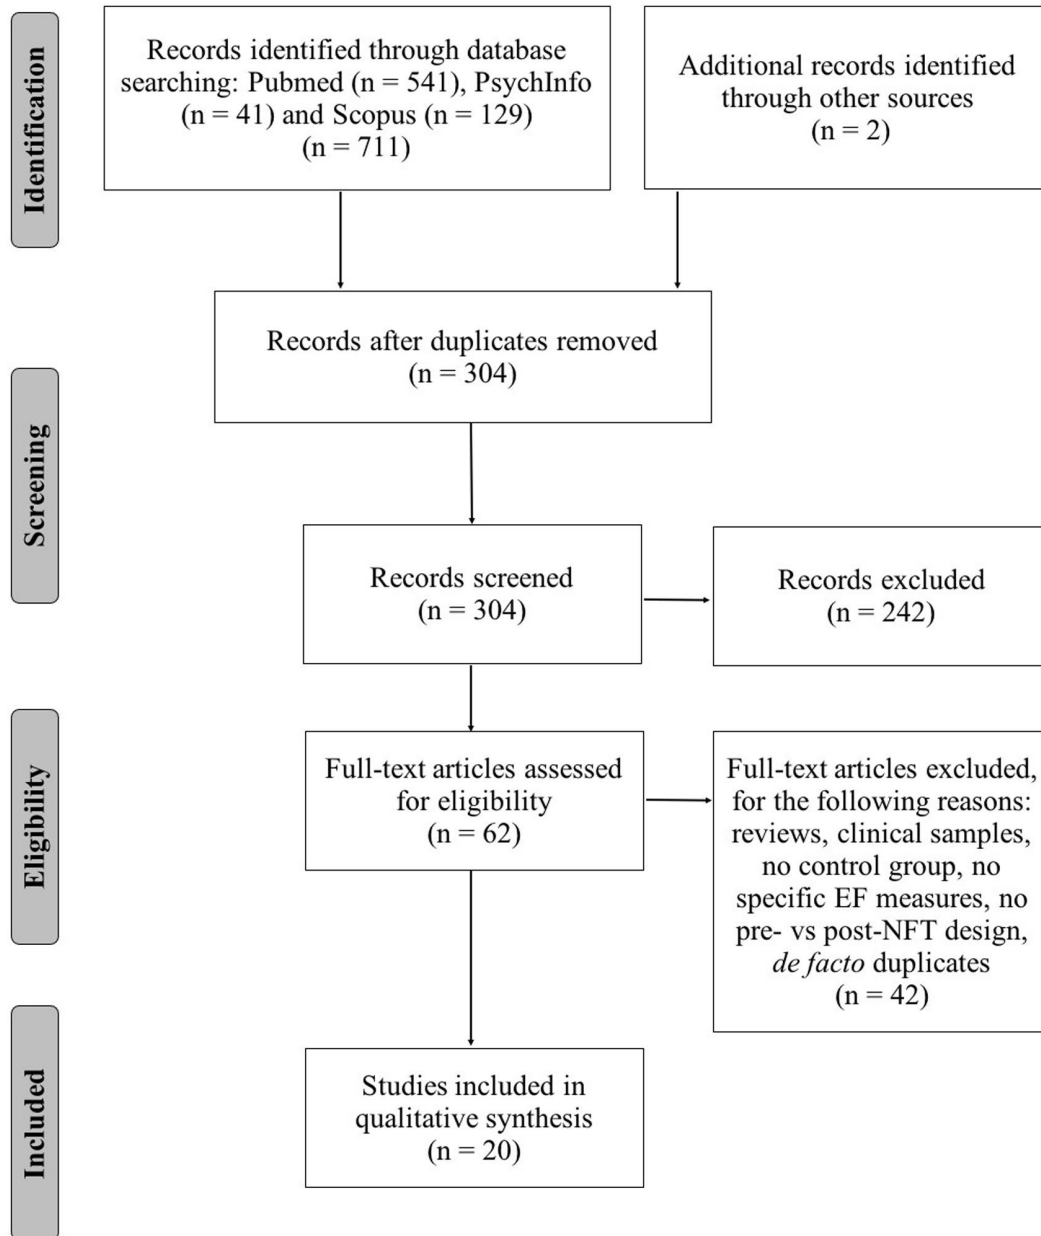 Identification
Records identified through database
searching: Pubmed (n = 541), PsychInfo
(n = 41) and Scopus (n = 129)
(n = 711)
Additional records identified
through other sources
(n = 2)
Records after duplicates removed
(n = 304)
Screening
Records screened
(n = 304)
Records excluded
(n = 242)
Eligibility
Full-text articles assessed
for eligibility
(n = 62)
Full-text articles excluded,
for the following reasons:
reviews, clinical samples,
no control group, no
specific EF measures, no
pre- vs post-NFT design,
de facto duplicates
(n = 42)
Included
Studies included in
qualitative synthesis
(n = 20)